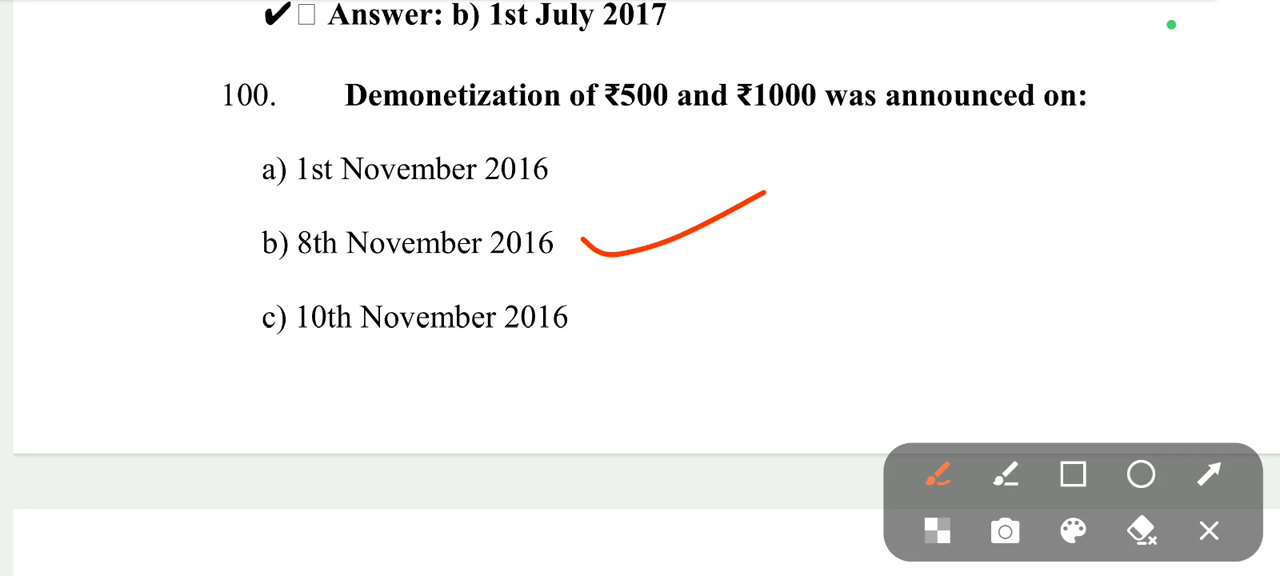 ✔□ Answer: b) 1st July 2017
100. Demonetization of ₹500 and ₹1000 was announced on:
a) 1st November 2016
b) 8th November 2016
c) 10th November 2016